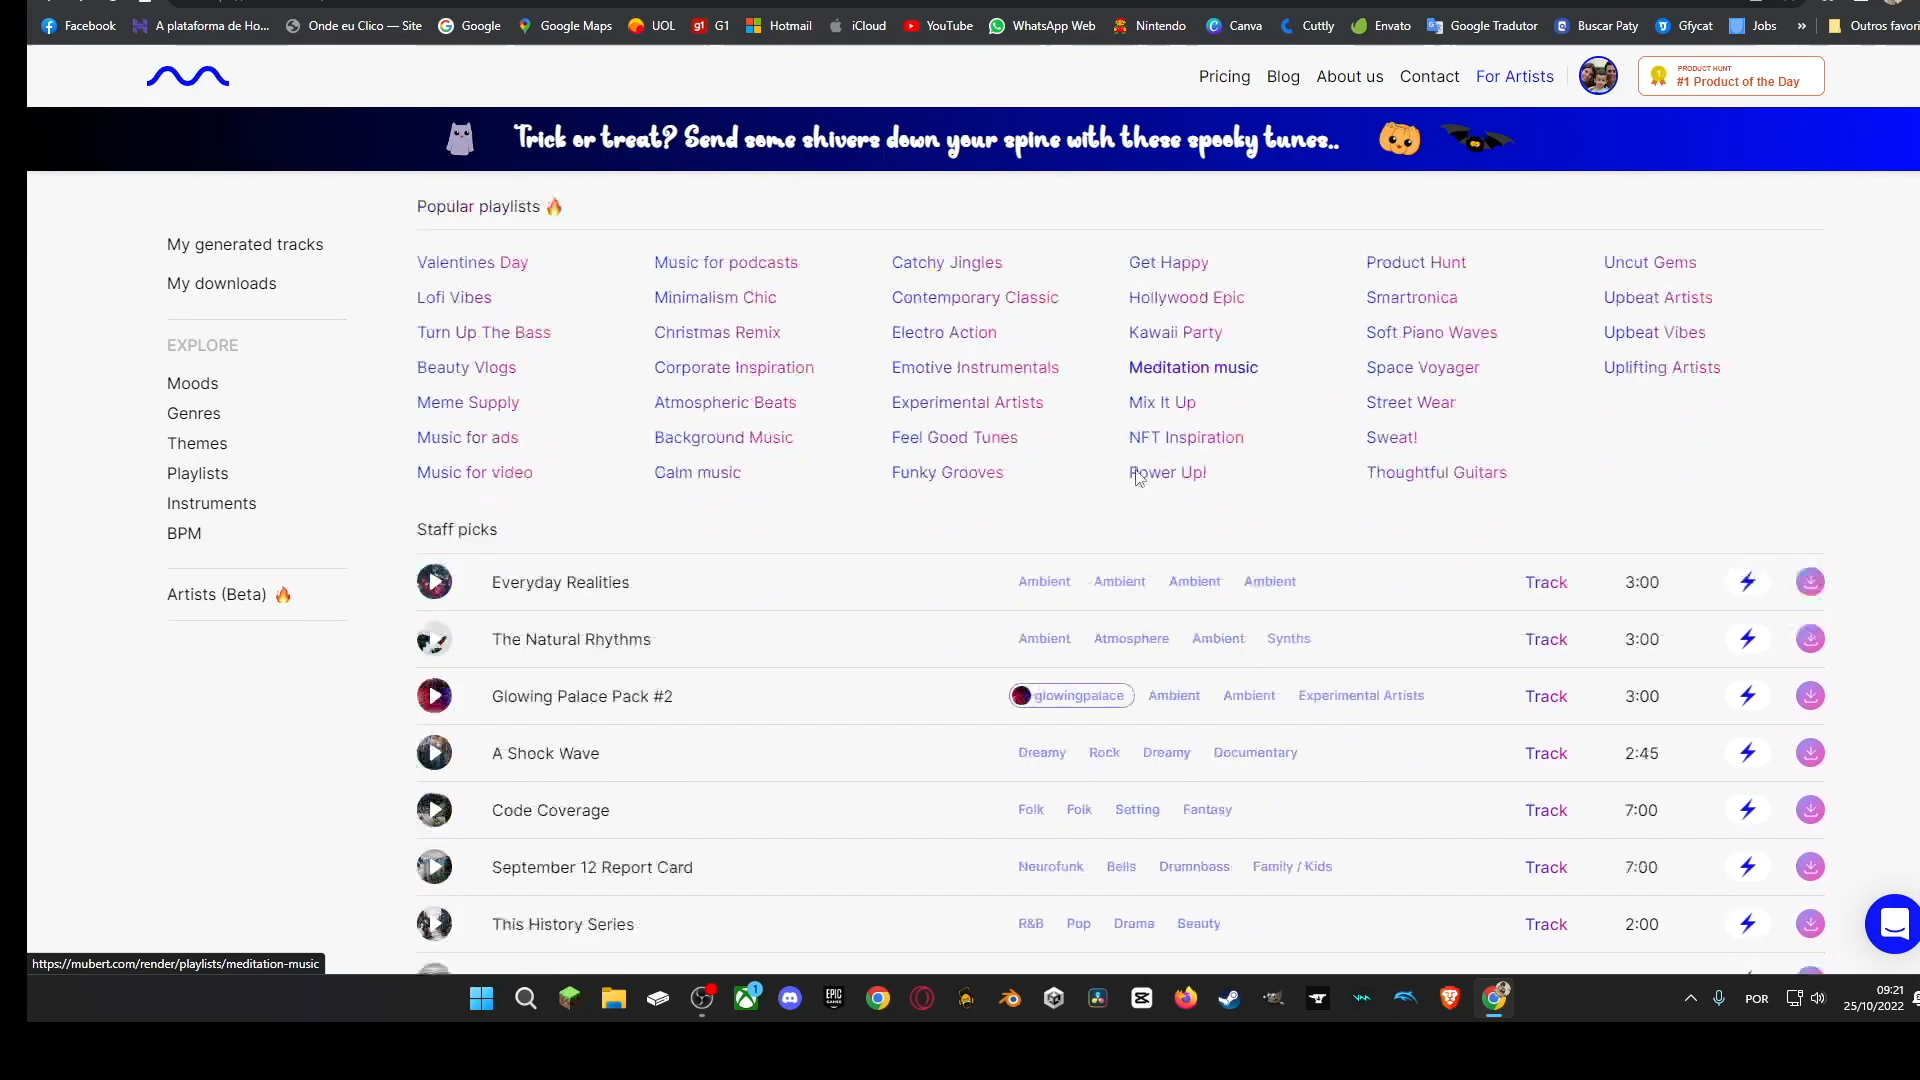 Facebook A plataforma de Ho... Onde eu Clico — Site Google Google Maps UOL G1 Hotmail iCloud YouTube WhatsApp Web Nintendo Canva Cuttly Envato Google Tradutor Buscar Paty Gfycat Jobs » Outros favori
Pricing Blog About us Contact For Artists
PRODUCT HUNT
#1 Product of the Day
Trick or treat? Send some shivers down your spine with these spooky tunes..
My generated tracks
My downloads
EXPLORE
Moods
Genres
Themes
Playlists
Instruments
BPM
Artists (Beta)
Popular playlists
Valentines Day Music for podcasts Catchy Jingles Get Happy Product Hunt Uncut Gems
Lofi Vibes Minimalism Chic Contemporary Classic Hollywood Epic Smartronica Upbeat Artists
Turn Up The Bass Christmas Remix Electro Action Kawaii Party Soft Piano Waves Upbeat Vibes
Beauty Vlogs Corporate Inspiration Emotive Instrumentals Meditation music Space Voyager Uplifting Artists
Meme Supply Atmospheric Beats Experimental Artists Mix It Up Street Wear
Music for ads Background Music Feel Good Tunes NFT Inspiration Sweat!
Music for video Calm music Funky Grooves Power Up! Thoughtful Guitars
Staff picks
Everyday Realities Ambient Ambient Ambient Ambient Track 3:00
The Natural Rhythms Ambient Atmosphere Ambient Synths Track 3:00
Glowing Palace Pack #2 glowingpalace Ambient Ambient Experimental Artists Track 3:00
A Shock Wave Dreamy Rock Dreamy Documentary Track 2:45
Code Coverage Folk Folk Setting Fantasy Track 7:00
September 12 Report Card Neurofunk Bells Drumnbass Family / Kids Track 7:00
This History Series R&B Pop Drama Beauty Track 2:00
https://mubert.com/render/playlists/meditation-music
1 EPIC GAMES POR 09:21
25/10/2022